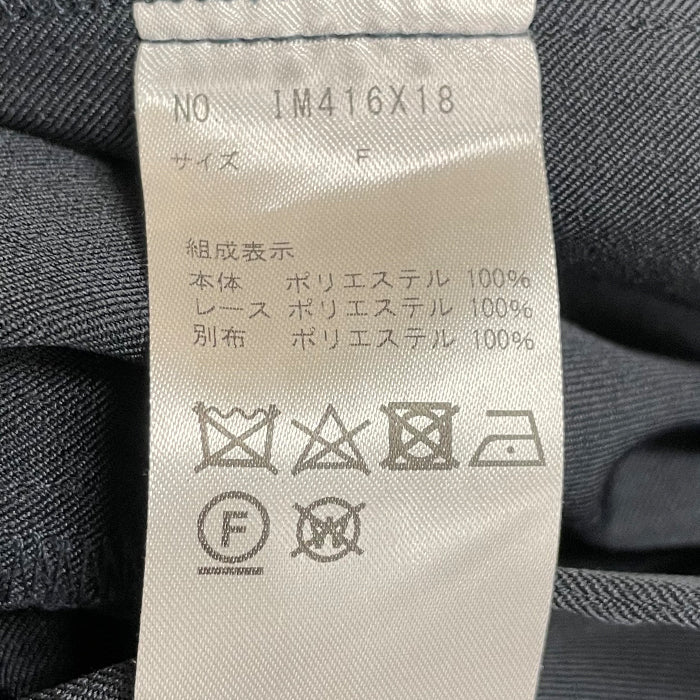 NO. IM416X18
サイズ F
組成表示
本体 ポリエステル 100%
レース ポリエステル 100%
別布 ポリエステル 100%
F W